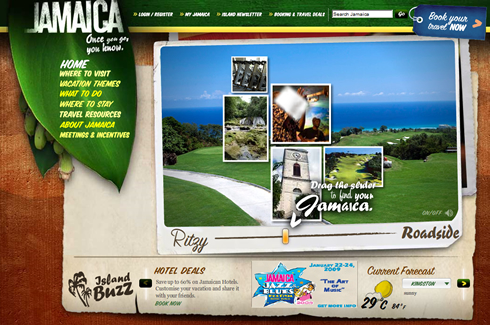 JAMAICA
Once you go,
you know.
» LOGIN / REGISTER » MY JAMAICA » ISLAND NEWSLETTER » BOOKING & TRAVEL DEALS Search Jamaica Go
Book your
travel NOW
HOME
WHERE TO VISIT
VACATION THEMES
WHAT TO DO
WHERE TO STAY
TRAVEL RESOURCES
ABOUT JAMAICA
MEETINGS & INCENTIVES
Drag the slider
to find your
Jamaica.
ON/OFF
Ritzy
Roadside
Island
Buzz
HOTEL DEALS
Save up to 60% on Jamaican Hotels.
Customise your vacation and share it
with your friends.
BOOK NOW
JAMAICA
JAZZ
BLUES
FESTIVAL
2009
JANUARY 22-24,
2009
"THE ART
OF
MUSIC"
GET MORE INFO
Current Forecast
KINGSTON
sunny
29°C 84°F